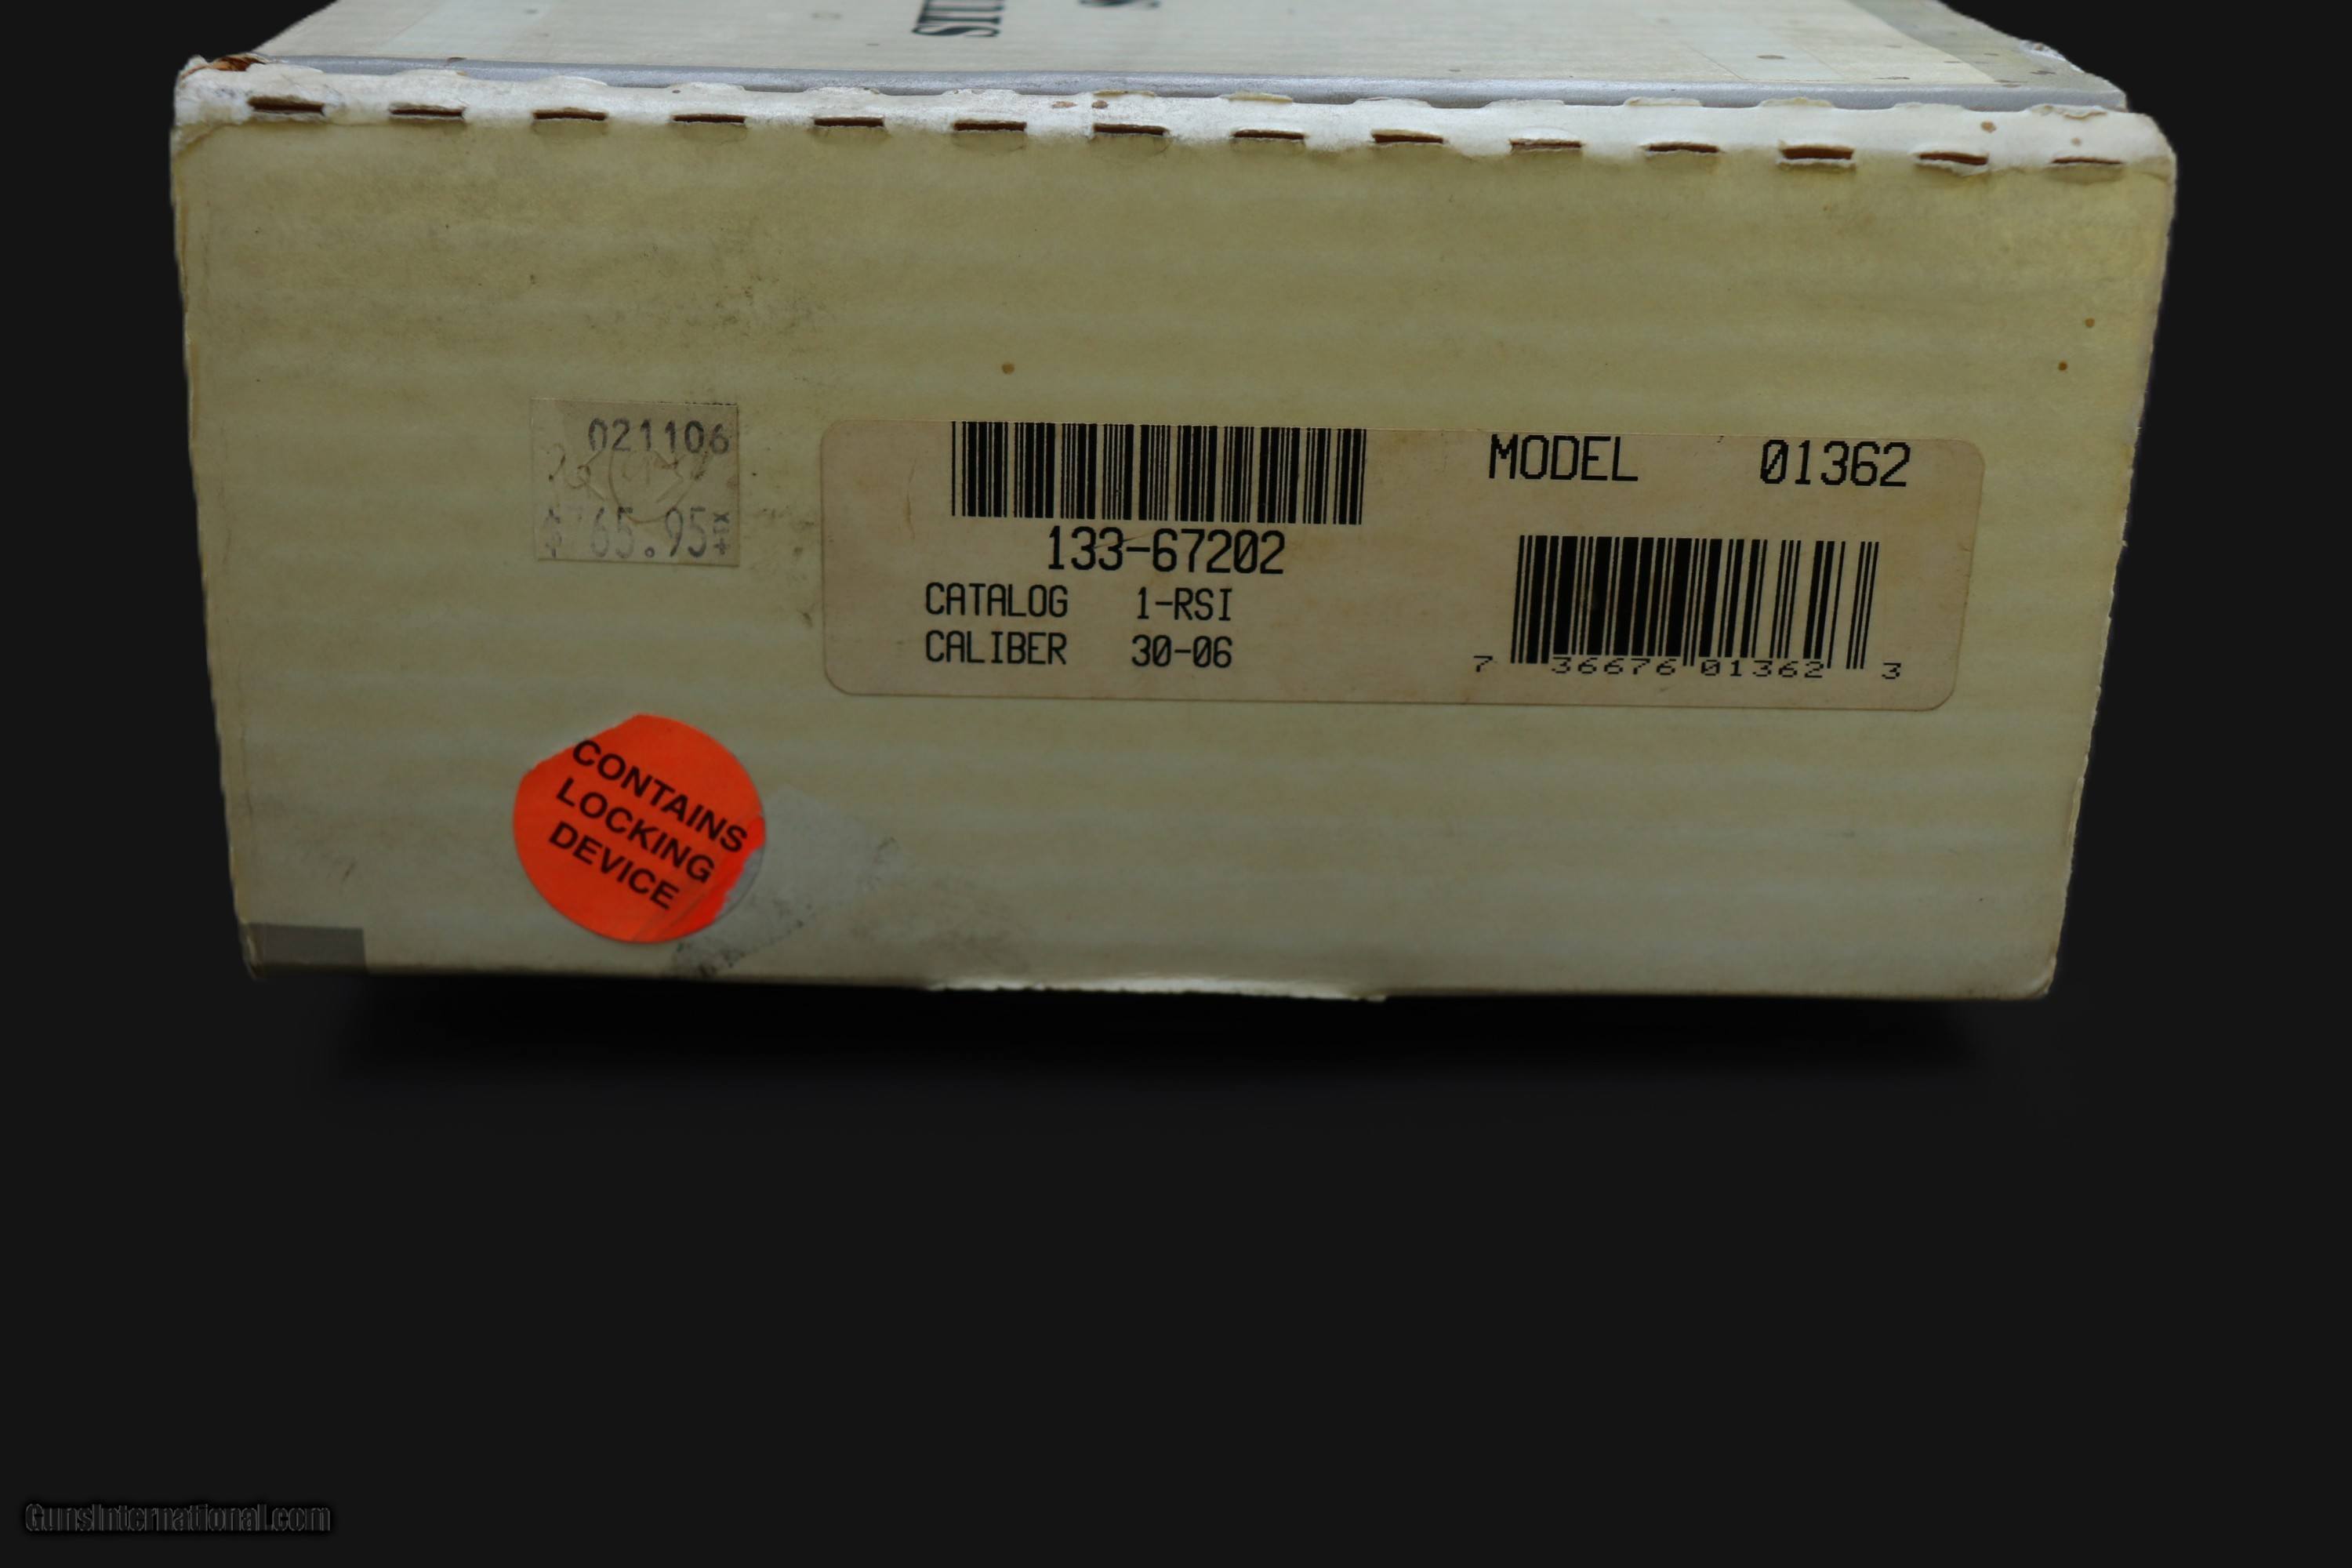 021106
65.95
133-67202
CATALOG 1-RSI
CALIBER 30-06
MODEL 01362
7 36676 01362 3
CONTAINS
LOCKING
DEVICE
GunsInternational.com